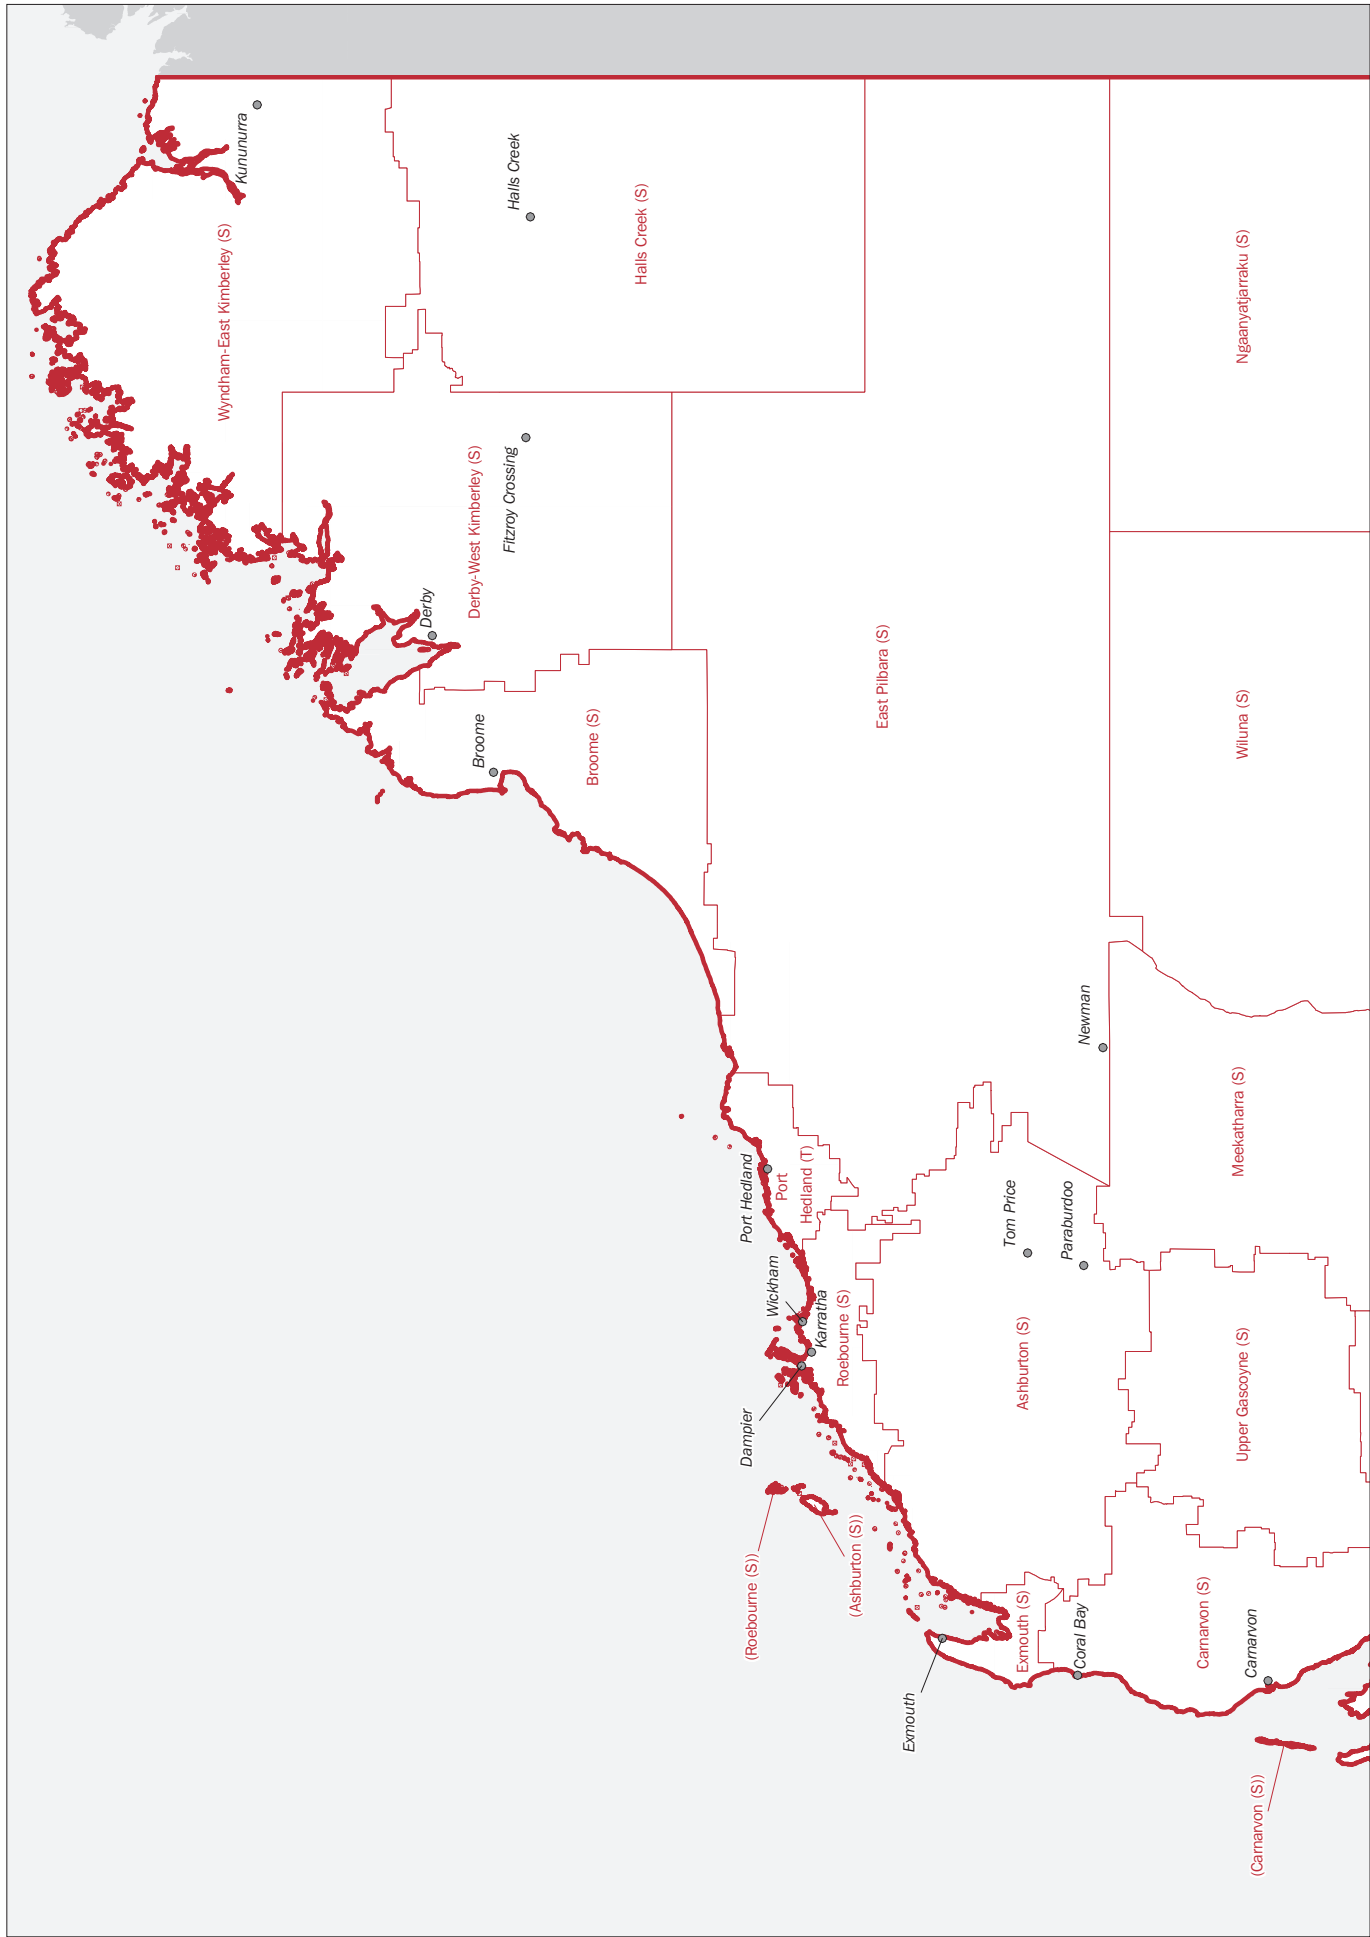 Kununurra
Wyndham-East Kimberley (S)
Halls Creek
Halls Creek (S)
Ngaanyatjarraku (S)
Derby
Derby-West Kimberley (S)
Fitzroy Crossing
Broome
Broome (S)
East Pilbara (S)
Wiluna (S)
Newman
Meekatharra (S)
Port Hedland
Port
Hedland (T)
Wickham
Karratha
Roebourne (S)
Dampier
Tom Price
Paraburdoo
Ashburton (S)
Upper Gascoyne (S)
(Roebourne (S))
(Ashburton (S))
Exmouth
Exmouth (S)
Coral Bay
Carnarvon (S)
Carnarvon
(Carnarvon (S))